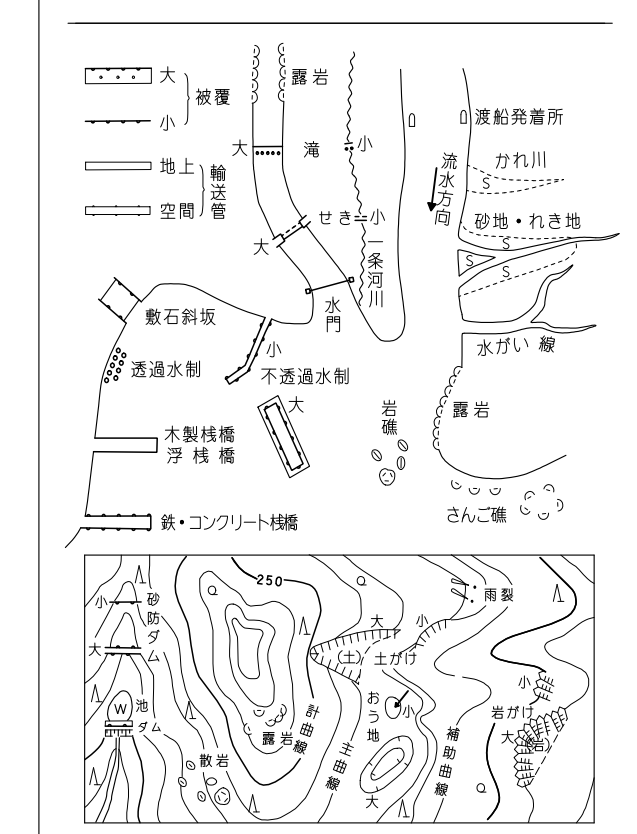 大
小
被覆
地上
空間
輸送管
露岩
大
滝
小
せき
小
大
一条河川
水門
渡船発着所
流水方向
かれ川
S
砂地・れき地
S
S
S
水がい線
敷石斜坂
透過水制
小
不透過水制
大
木製桟橋
浮桟橋
鉄・コンクリート桟橋
岩礁
露岩
さんご礁
小
砂防ダム
大
W
池
ダム
250
露岩
散岩
計曲線
主曲線
大
小
(土)
土がけ
おう地
小
大
補助曲線
雨裂
小
岩がけ
大
(岩)